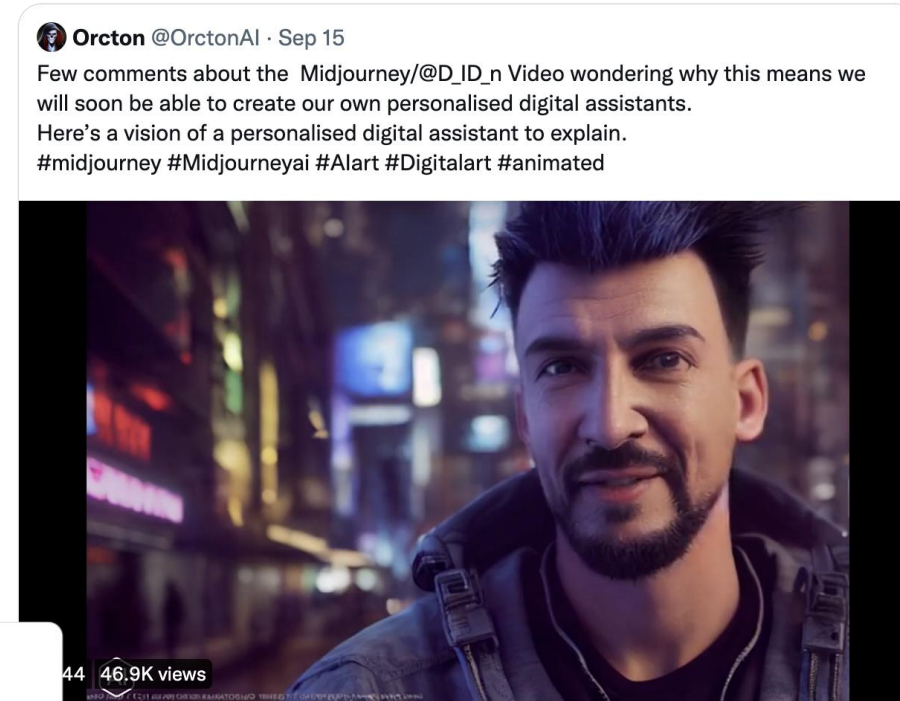 Orcton @OrctonAI · Sep 15
Few comments about the Midjourney/@D_ID_n Video wondering why this means we
will soon be able to create our own personalised digital assistants.
Here’s a vision of a personalised digital assistant to explain.
#midjourney #Midjourneyai #AIart #Digitalart #animated
44 46.9K views